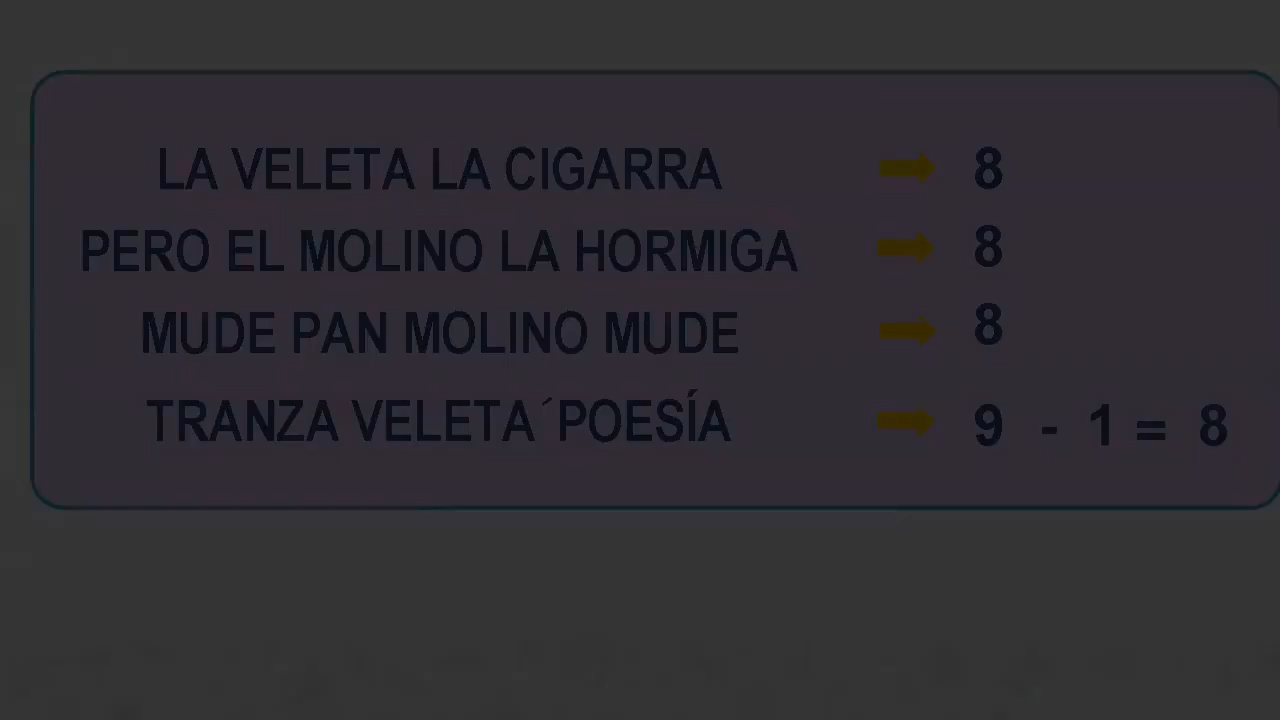 LA VELETA LA CIGARRA 8
PERO EL MOLINO LA HORMIGA 8
MUDE PAN MOLINO MUDE 8
TRANZA VELETA´POESÍA 9 - 1 = 8